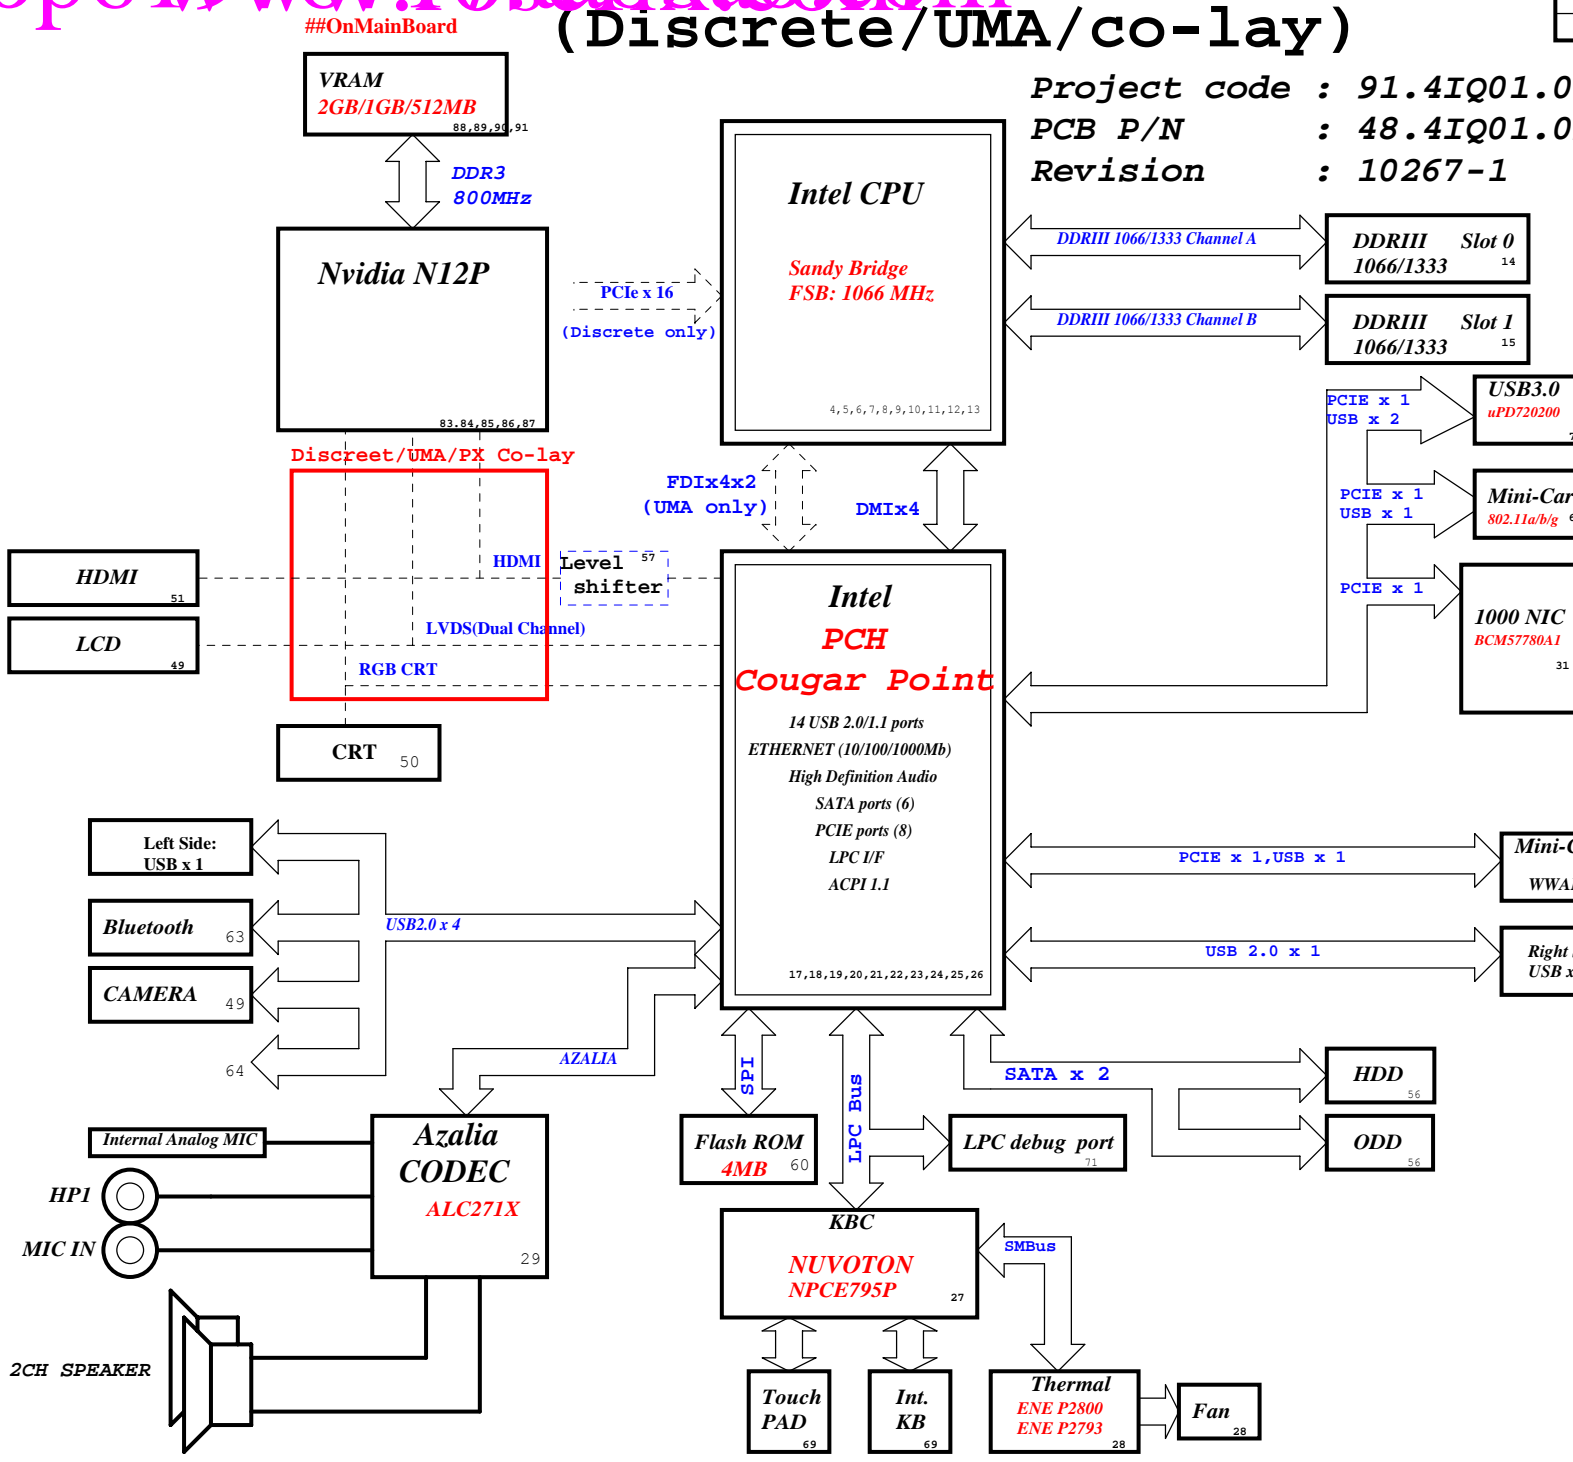 ##OnMainBoard
(Discrete/UMA/co-lay)
Project code : 91.4IQ01.0
PCB P/N : 48.4IQ01.0
Revision : 10267-1
VRAM
2GB/1GB/512MB
88,89,90,91
DDR3
800MHz
Nvidia N12P
83.84,85,86,87
PCIe x 16
(Discrete only)
Intel CPU
Sandy Bridge
FSB: 1066 MHz
4,5,6,7,8,9,10,11,12,13
DDRIII 1066/1333 Channel A
DDRIII Slot 0
1066/1333 14
DDRIII 1066/1333 Channel B
DDRIII Slot 1
1066/1333 15
PCIE x 1
USB x 2
USB3.0
uPD720200
PCIE x 1
USB x 1
Mini-Car
802.11a/b/g
PCIE x 1
1000 NIC
BCM57780A1
31
Discreet/UMA/PX Co-lay
FDIx4x2
(UMA only)
DMIx4
HDMI
51
HDMI
Level 57
shifter
LCD
49
LVDS(Dual Channel)
RGB CRT
CRT 50
Intel
PCH
Cougar Point
14 USB 2.0/1.1 ports
ETHERNET (10/100/1000Mb)
High Definition Audio
SATA ports (6)
PCIE ports (8)
LPC I/F
ACPI 1.1
17,18,19,20,21,22,23,24,25,26
Left Side:
USB x 1
Bluetooth 63
CAMERA 49
64
USB2.0 x 4
AZALIA
PCIE x 1,USB x 1
Mini-C
WWA
USB 2.0 x 1
Right
USB x
SPI
LPC Bus
SATA x 2
HDD
56
ODD
56
Flash ROM
4MB 60
LPC debug port
71
Internal Analog MIC
HP1
MIC IN
2CH SPEAKER
Azalia
CODEC
ALC271X
29
KBC
NUVOTON
NPCE795P
27
SMBus
Touch
PAD
69
Int.
KB
69
Thermal
ENE P2800
ENE P2793
28
Fan
28